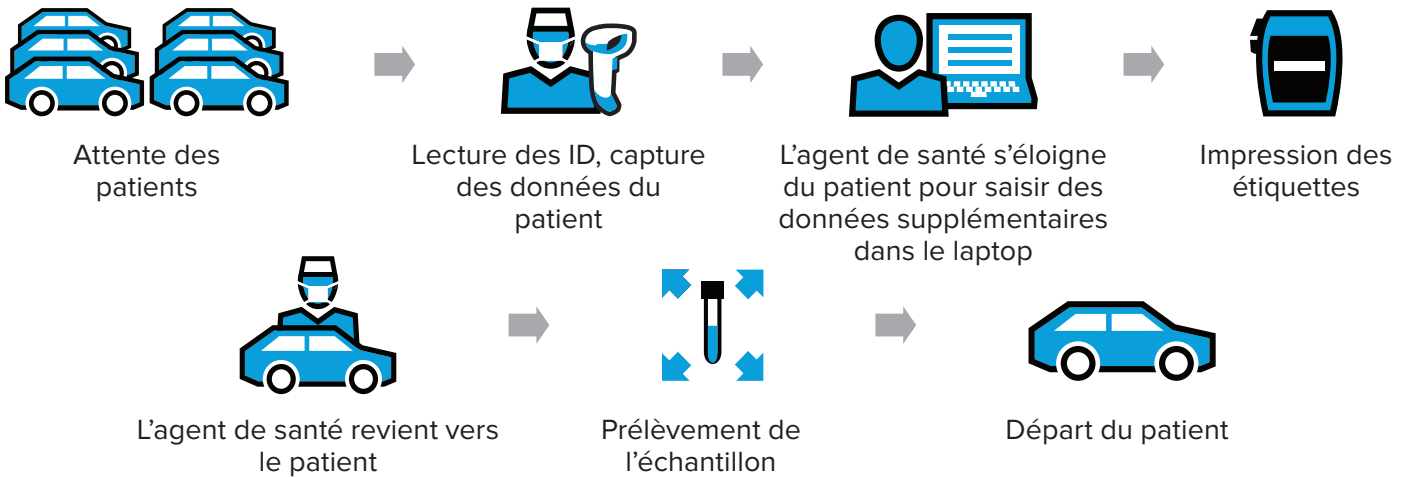 Attente des
patients
Lecture des ID, capture
des données du
patient
L’agent de santé s’éloigne
du patient pour saisir des
données supplémentaires
dans le laptop
Impression des
étiquettes
L’agent de santé revient vers
le patient
Prélèvement de
l’échantillon
Départ du patient